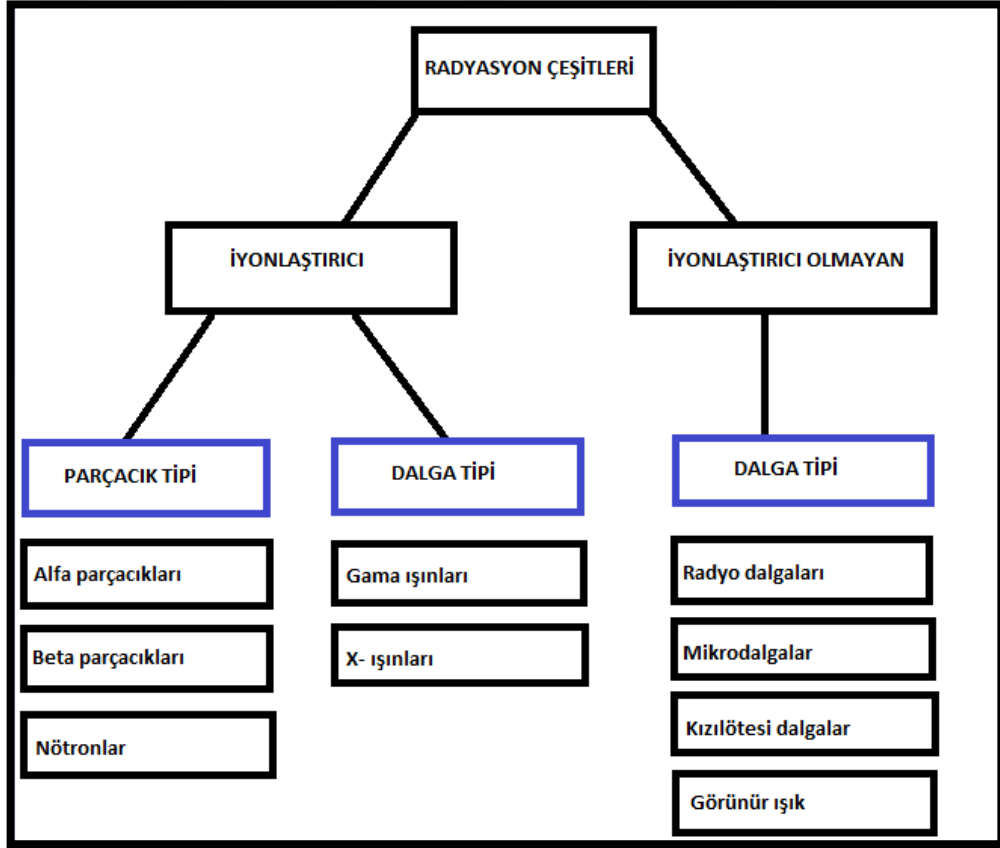 RADYASYON ÇEŞİTLERİ
İYONLAŞTIRICI
İYONLAŞTIRICI OLMAYAN
PARÇACIK TİPİ
DALGA TİPİ
DALGA TİPİ
Alfa parçacıkları
Beta parçacıkları
Nötronlar
Gama ışınları
X- ışınları
Radyo dalgaları
Mikrodalgalar
Kızılötesi dalgalar
Görünür ışık